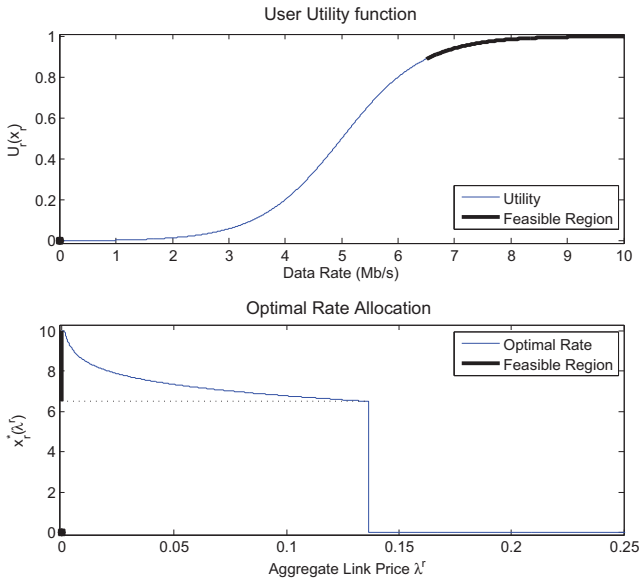 User Utility function
1
0.8
0.6
0.4
0.2
0
U_r(x_r)
Utility
Feasible Region
0 1 2 3 4 5 6 7 8 9 10
Data Rate (Mb/s)
Optimal Rate Allocation
10
8
6
4
2
0
x_r^*(λ^r)
Optimal Rate
Feasible Region
0 0.05 0.1 0.15 0.2 0.25
Aggregate Link Price λ^r